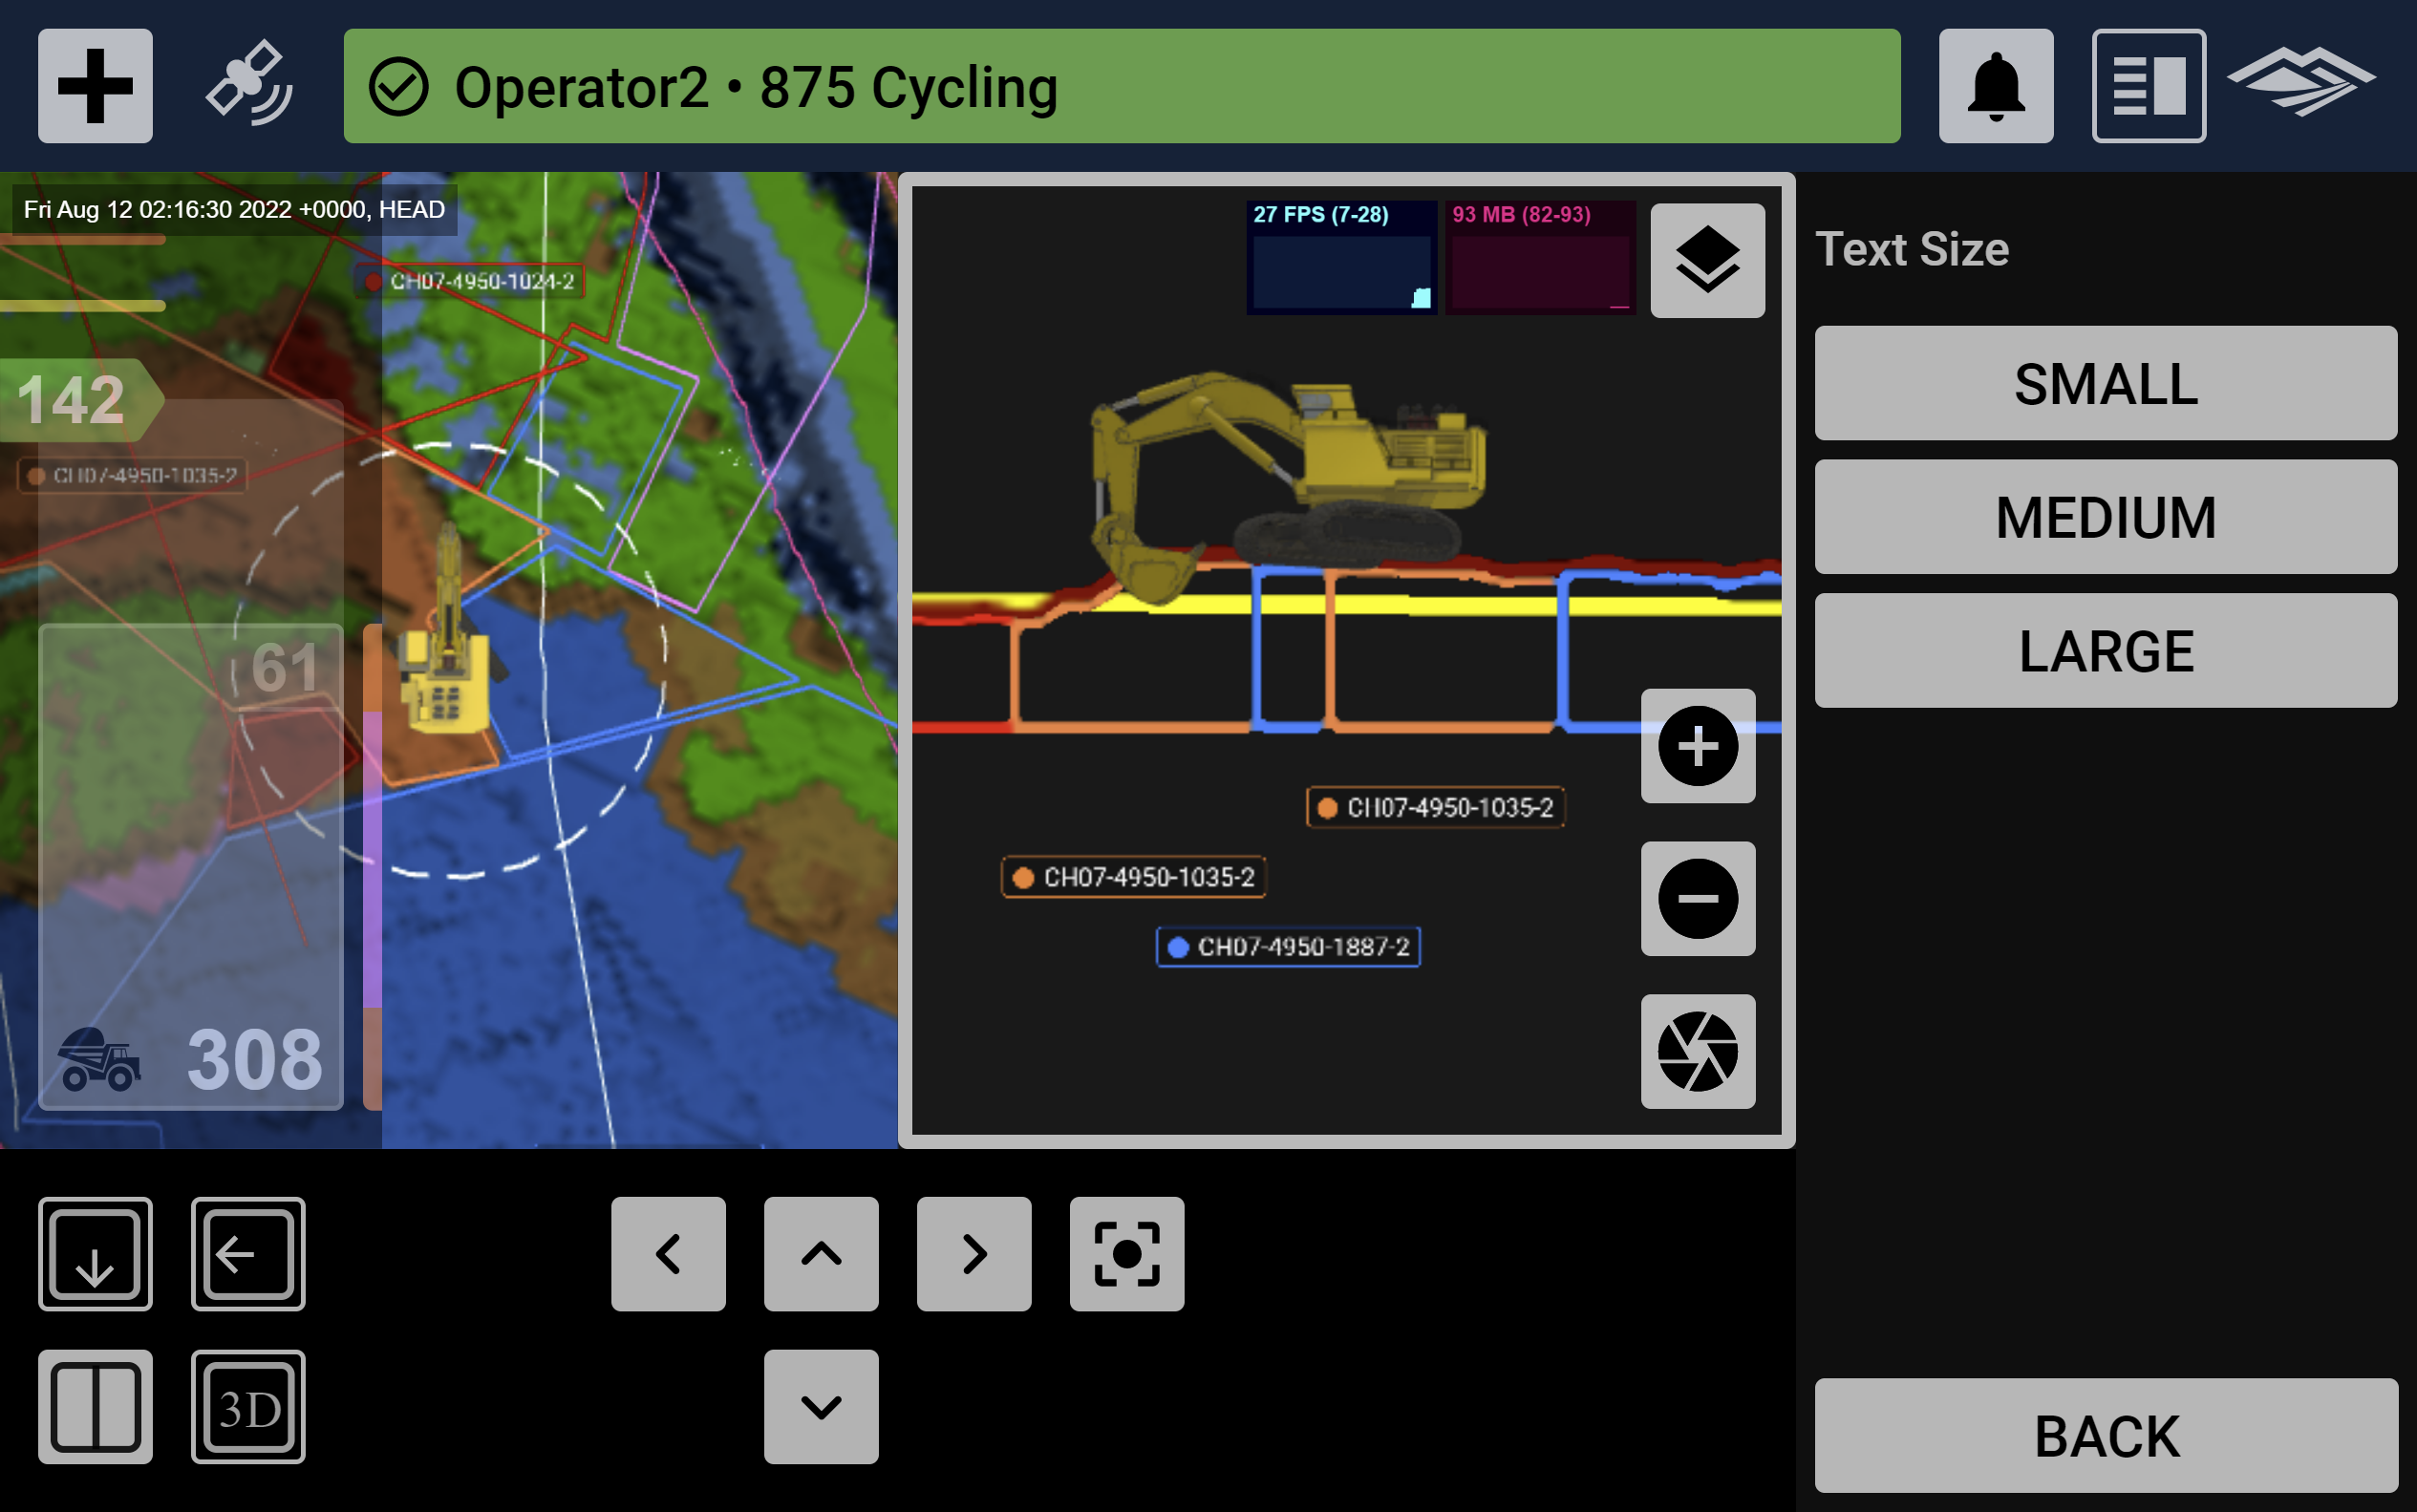 Operator2 • 875 Cycling
Fri Aug 12 02:16:30 2022 +0000, HEAD
CH07-4950-1024-2
142
CH07-4950-1035-2
61
308
27 FPS (7-28)
93 MB (82-93)
CH07-4950-1035-2
CH07-4950-1035-2
CH07-4950-1887-2
Text Size
SMALL
MEDIUM
LARGE
BACK
3D